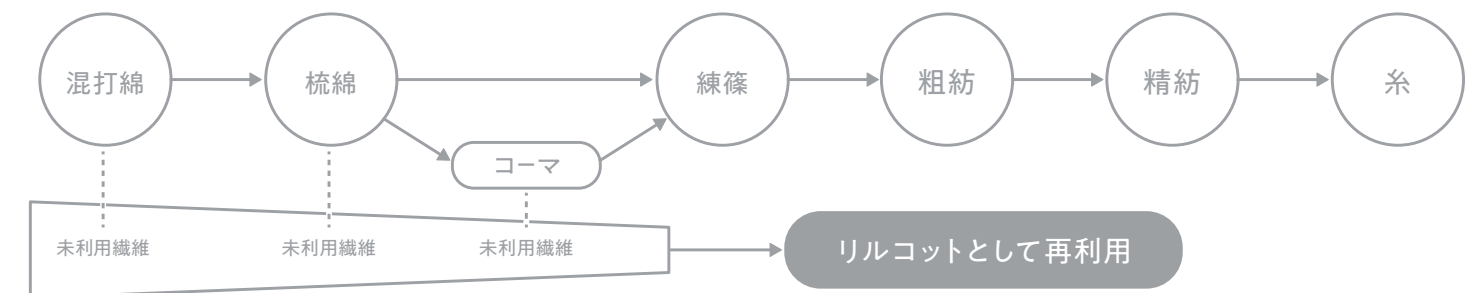 混打綿
梳綿
練篠
粗紡
精紡
糸
コーマ
未利用繊維
未利用繊維
未利用繊維
リルコットとして再利用